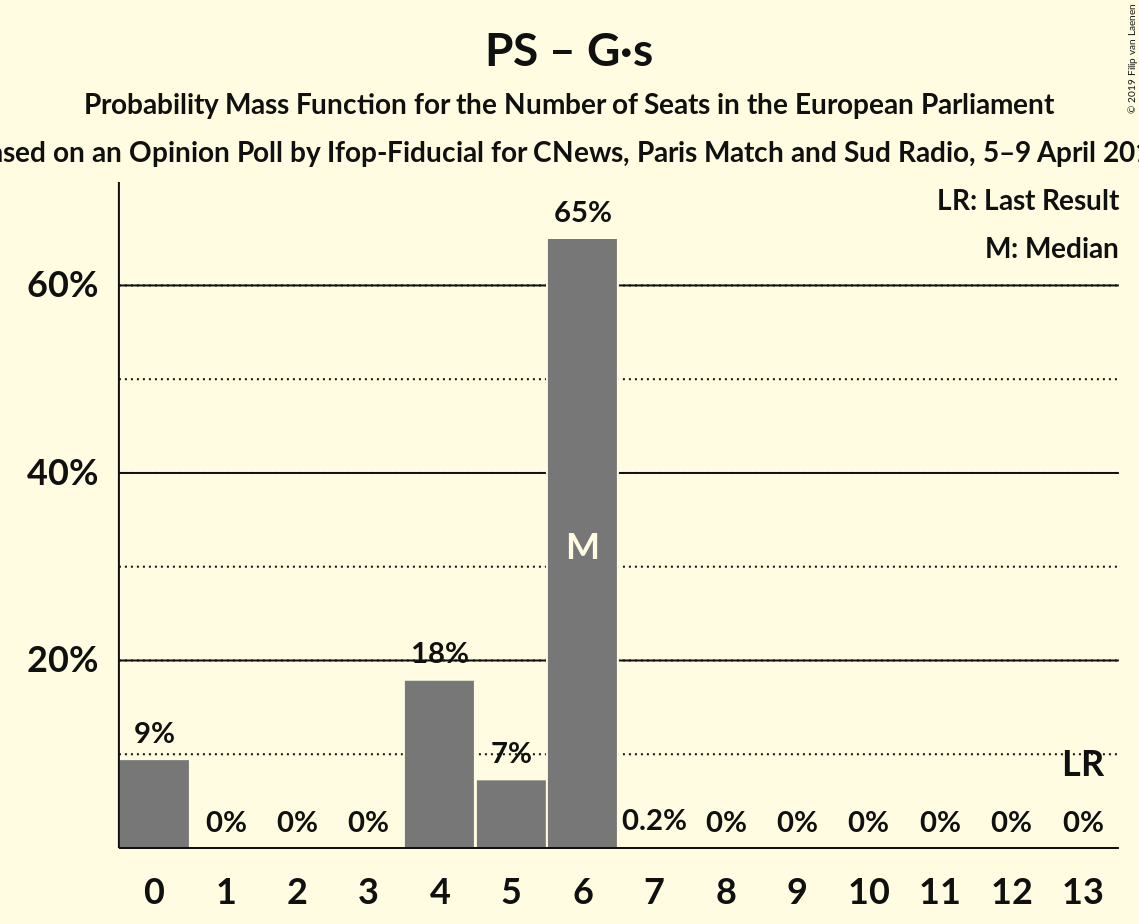 © 2019 Filip van Laenen
PS – G·s
Probability Mass Function for the Number of Seats in the European Parliament
on an Opinion Poll by Ifop-Fiducial for CNews, Paris Match and Sud Radio, 5–9 April
LR: Last Result
M: Median
65%
60%
40%
M
18%
20%
9%
7%
LR
0% 0% 0% 0.2% 0% 0% 0% 0% 0% 0%
0 1 2 3 4 5 6 7 8 9 10 11 12 13